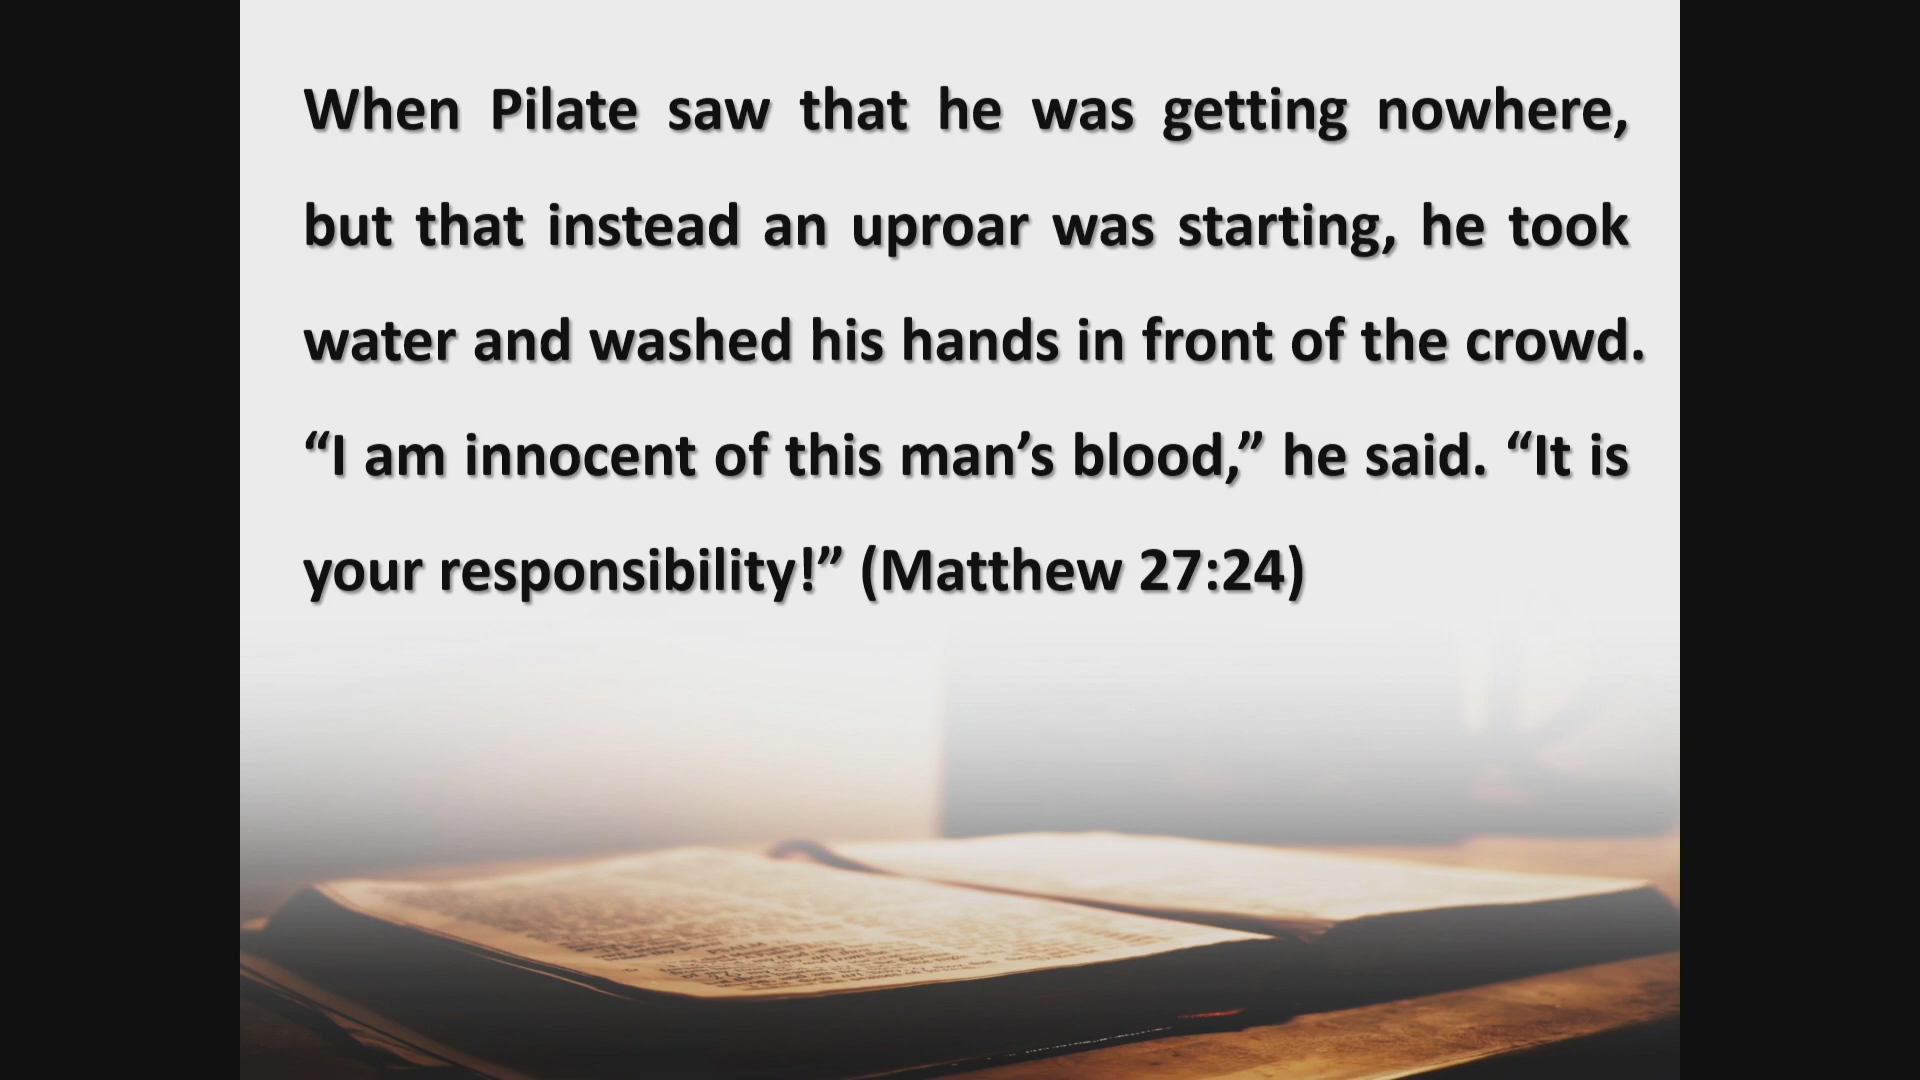 When Pilate saw that he was getting nowhere,
but that instead an uproar was starting, he took
water and washed his hands in front of the crowd.
“I am innocent of this man’s blood,” he said. “It is
your responsibility!” (Matthew 27:24)